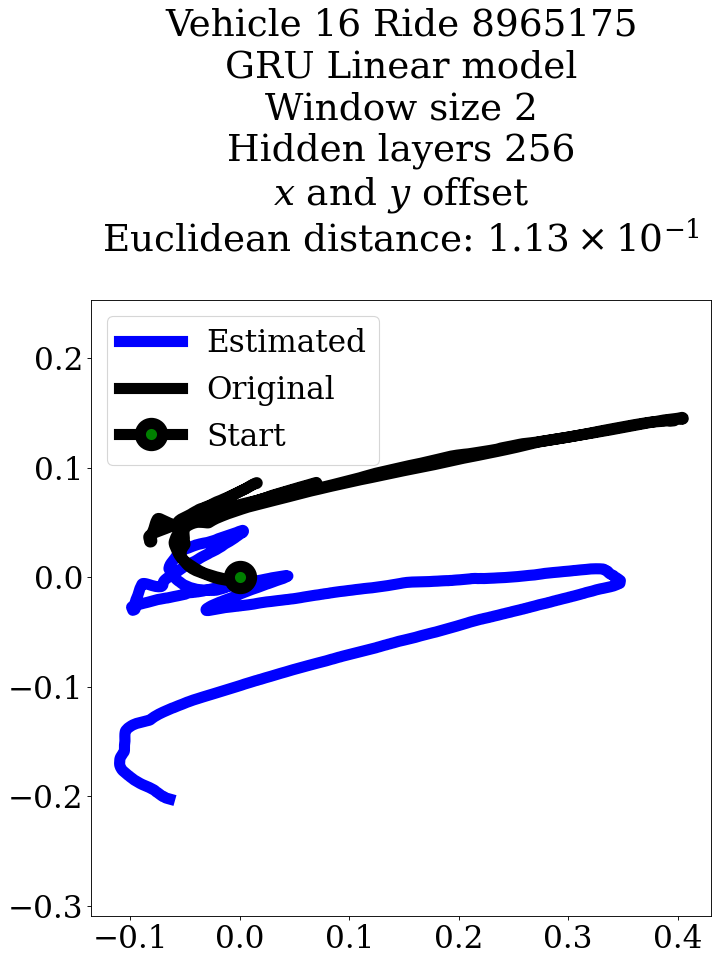 Vehicle 16 Ride 8965175
GRU Linear model
Window size 2
Hidden layers 256
x and y offset
Euclidean distance: 1.13 × 10⁻¹
Estimated
Original
Start
0.2
0.1
0.0
−0.1
−0.2
−0.3
−0.1 0.0 0.1 0.2 0.3 0.4